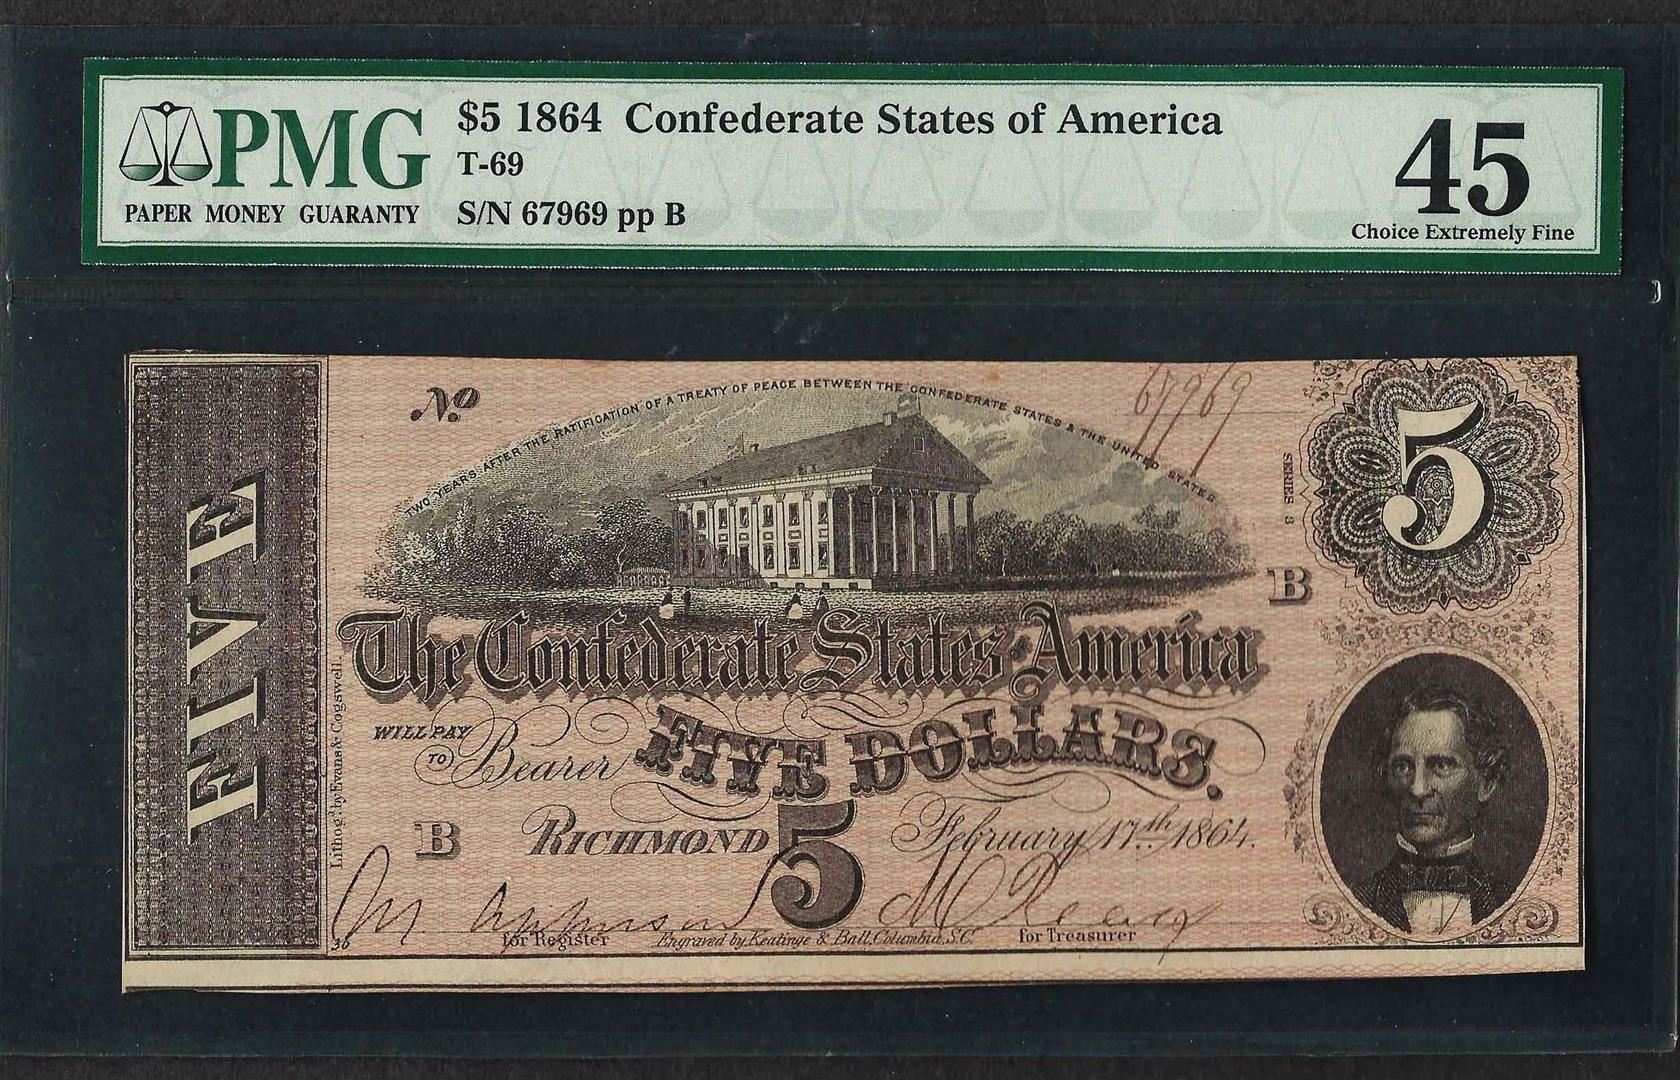 PMG
PAPER MONEY GUARANTY
$5 1864 Confederate States of America
T-69
S/N 67969 pp B
45
Choice Extremely Fine
No
TWO YEARS AFTER THE RATIFICATION OF A TREATY OF PEACE BETWEEN THE CONFEDERATE STATES & THE UNITED STATES
67969
5
SERIES 3
B
FIVE
The Confederate States of America
WILL PAY
TO Bearer FIVE DOLLARS.
B RICHMOND 5 February 17th 1864.
Lithog'd by Evans & Cogswell.
36
for Register
Engraved by Keatinge & Ball, Columbia, S.C.
for Treasurer